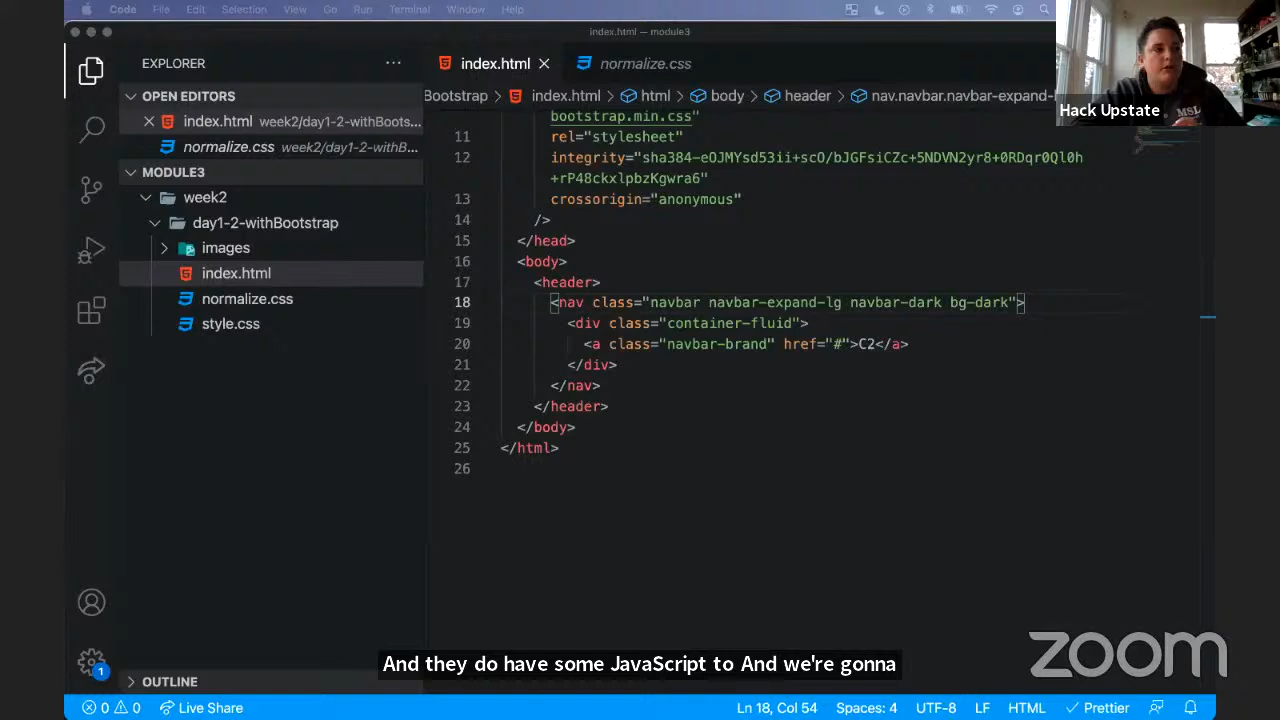 Code File Edit Selection View Go Run Terminal Window Help
index.html — module3
EXPLORER
OPEN EDITORS
index.html week2/day1-2-withBoots...
normalize.css week2/day1-2-withB...
MODULE3
week2
day1-2-withBootstrap
images
index.html
normalize.css
style.css
OUTLINE
index.html
normalize.css
Bootstrap > index.html > html > body > header > nav.navbar.navbar-expand-
bootstrap.min.css"
11 rel="stylesheet"
12 integrity="sha384-eOJMYsd53ii+scO/bJGFsiCZc+5NDVN2yr8+0RDqr0Ql0h
+rP48ckxlpbzKgwra6"
13 crossorigin="anonymous"
14 />
15 </head>
16 <body>
17 <header>
18 <nav class="navbar navbar-expand-lg navbar-dark bg-dark">
19 <div class="container-fluid">
20 <a class="navbar-brand" href="#">C2</a>
21 </div>
22 </nav>
23 </header>
24 </body>
25 </html>
26
Hack Upstate
MSL
And they do have some JavaScript to And we're gonna
zoom
1
0 0 Live Share
Ln 18, Col 54 Spaces: 4 UTF-8 LF HTML Prettier